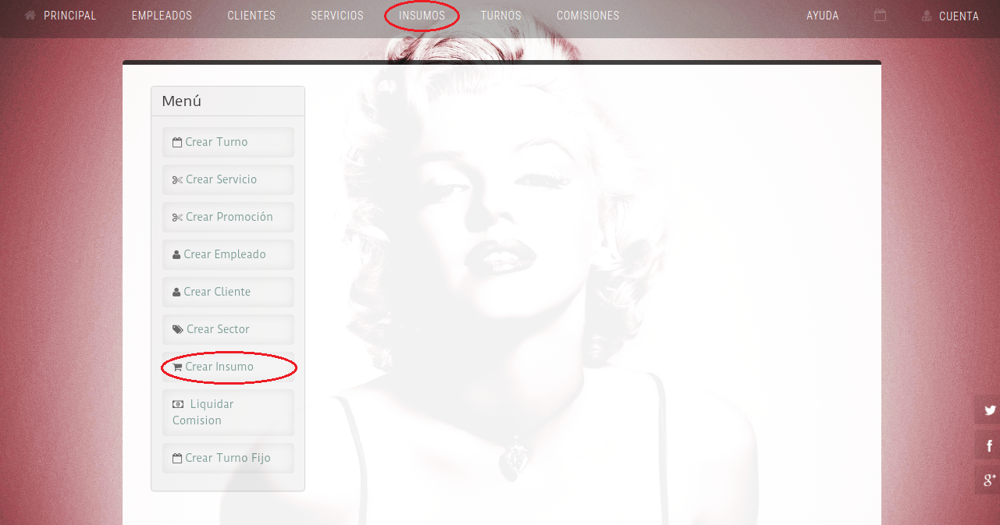 PRINCIPAL EMPLEADOS CLIENTES SERVICIOS INSUMOS TURNOS COMISIONES AYUDA CUENTA
Menú
Crear Turno
Crear Servicio
Crear Promoción
Crear Empleado
Crear Cliente
Crear Sector
Crear Insumo
Liquidar
Comision
Crear Turno Fijo